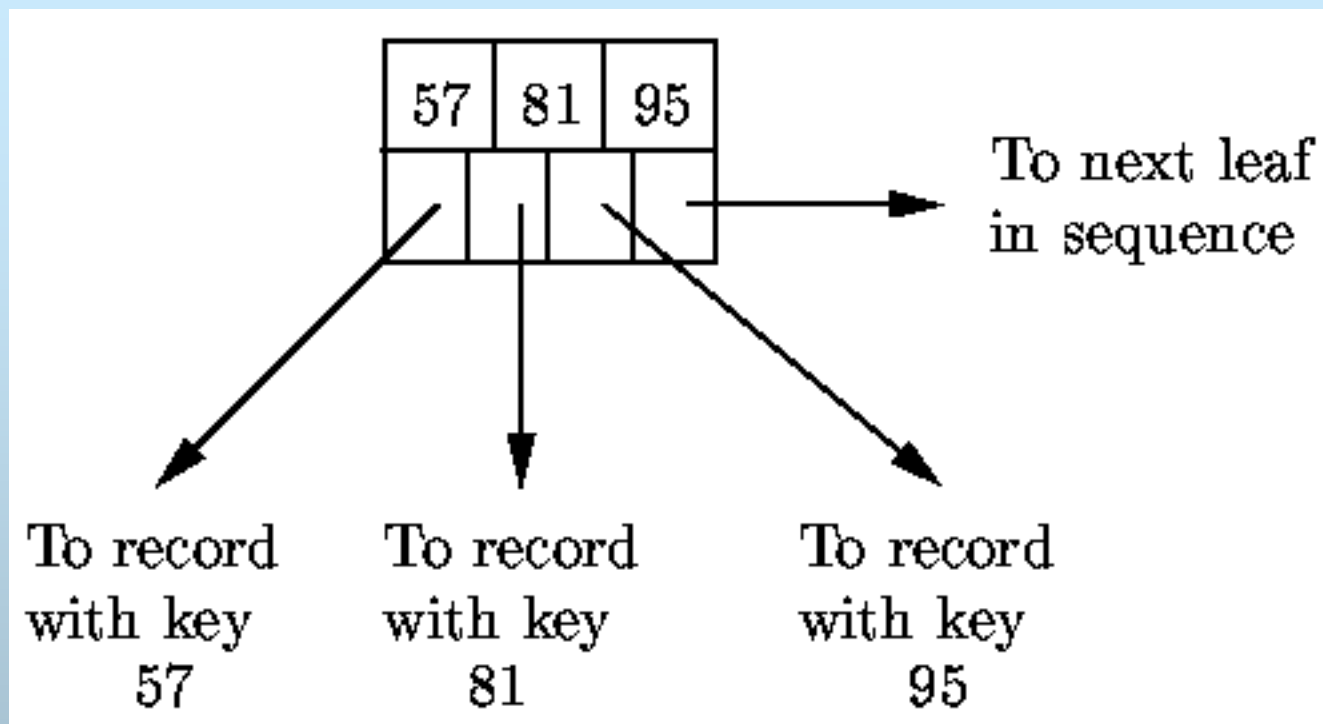 57 81 95
To next leaf
in sequence
To record
with key
57
To record
with key
81
To record
with key
95